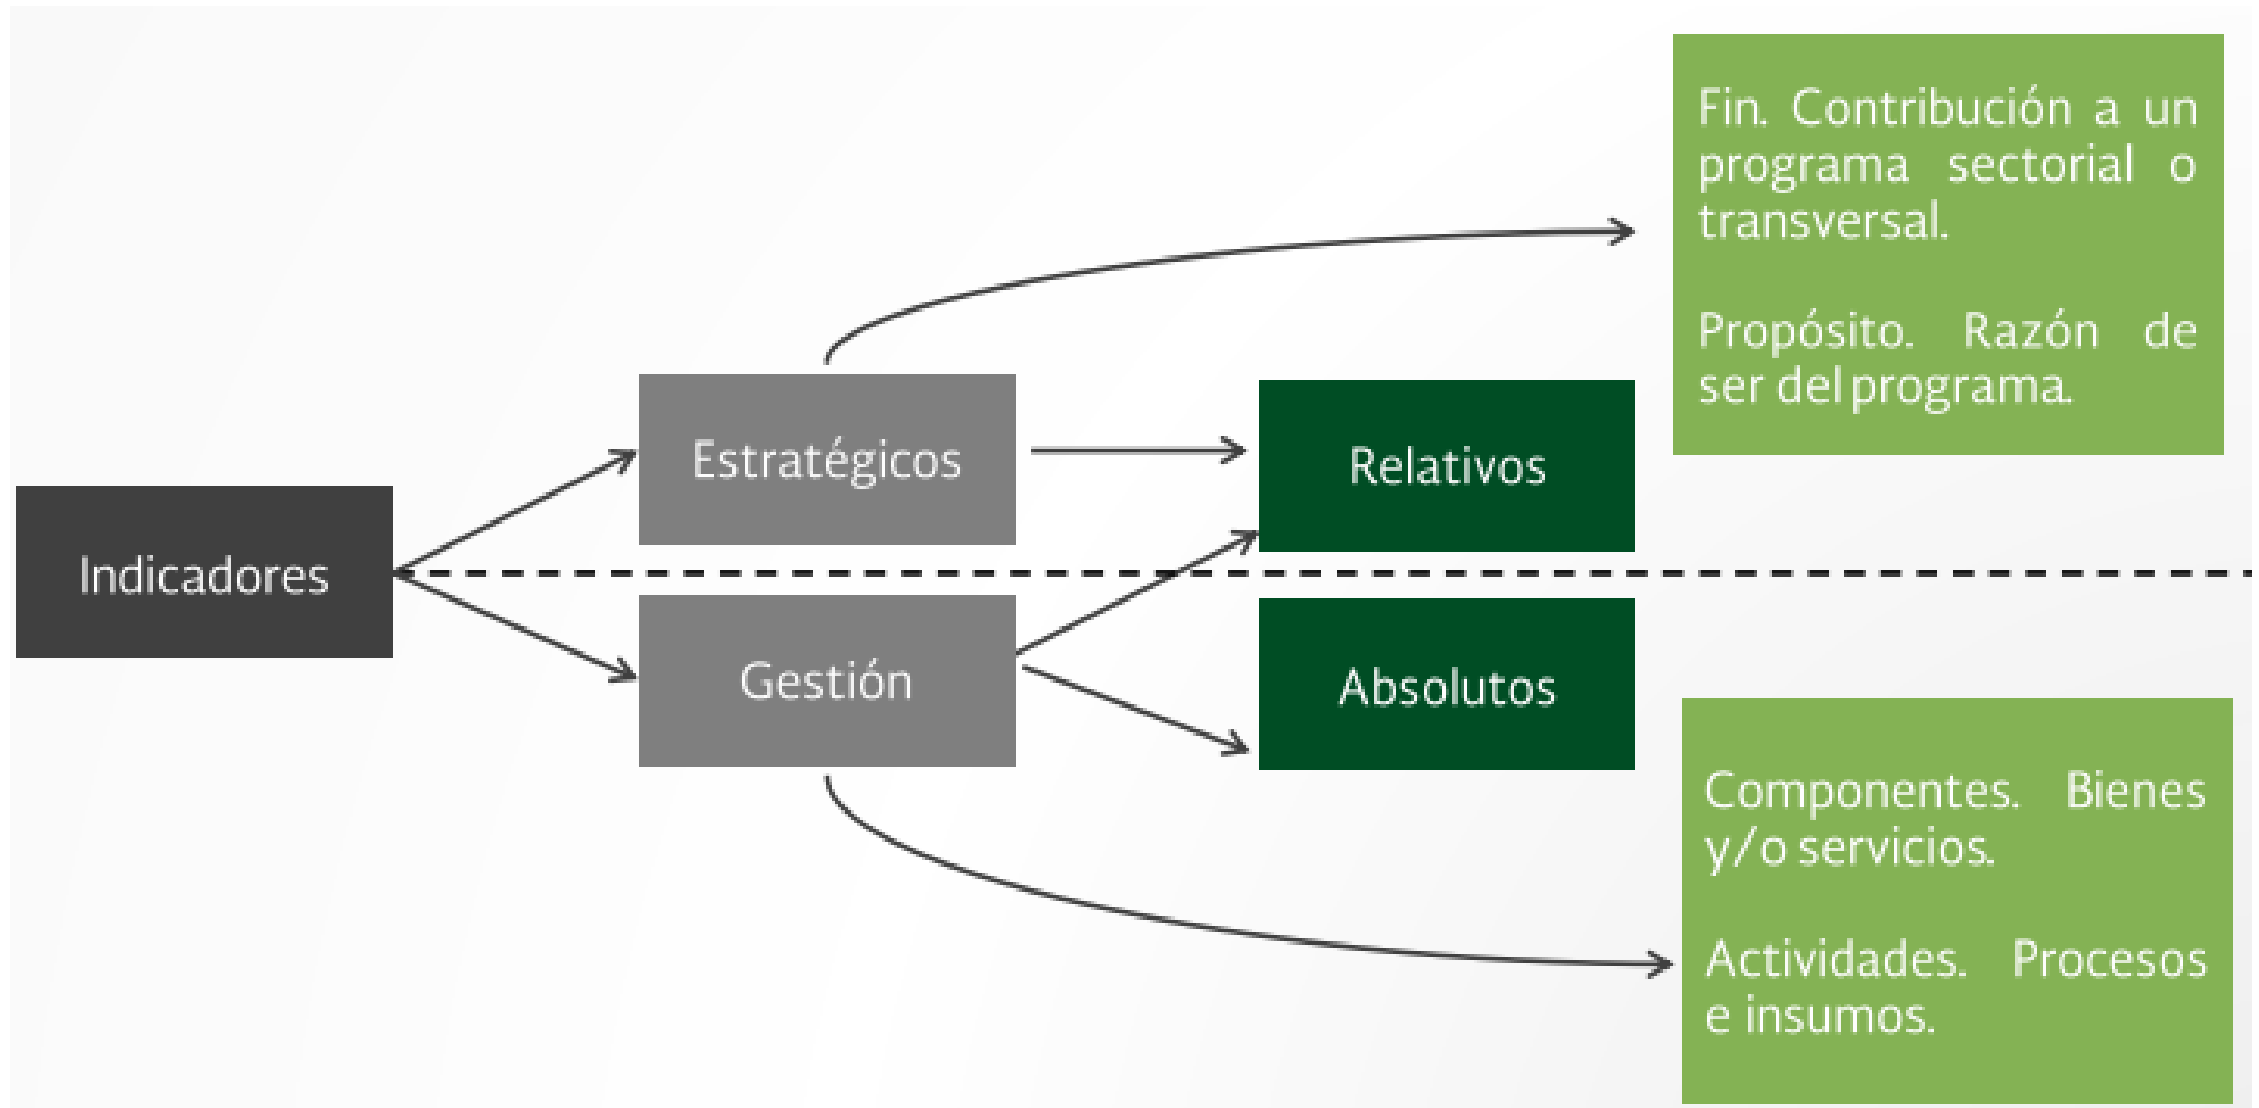 Fin. Contribución a un
programa sectorial o
transversal.
Propósito. Razón de
ser del programa.
Estratégicos
Relativos
Indicadores
Gestión
Absolutos
Componentes. Bienes
y/o servicios.
Actividades. Procesos
e insumos.